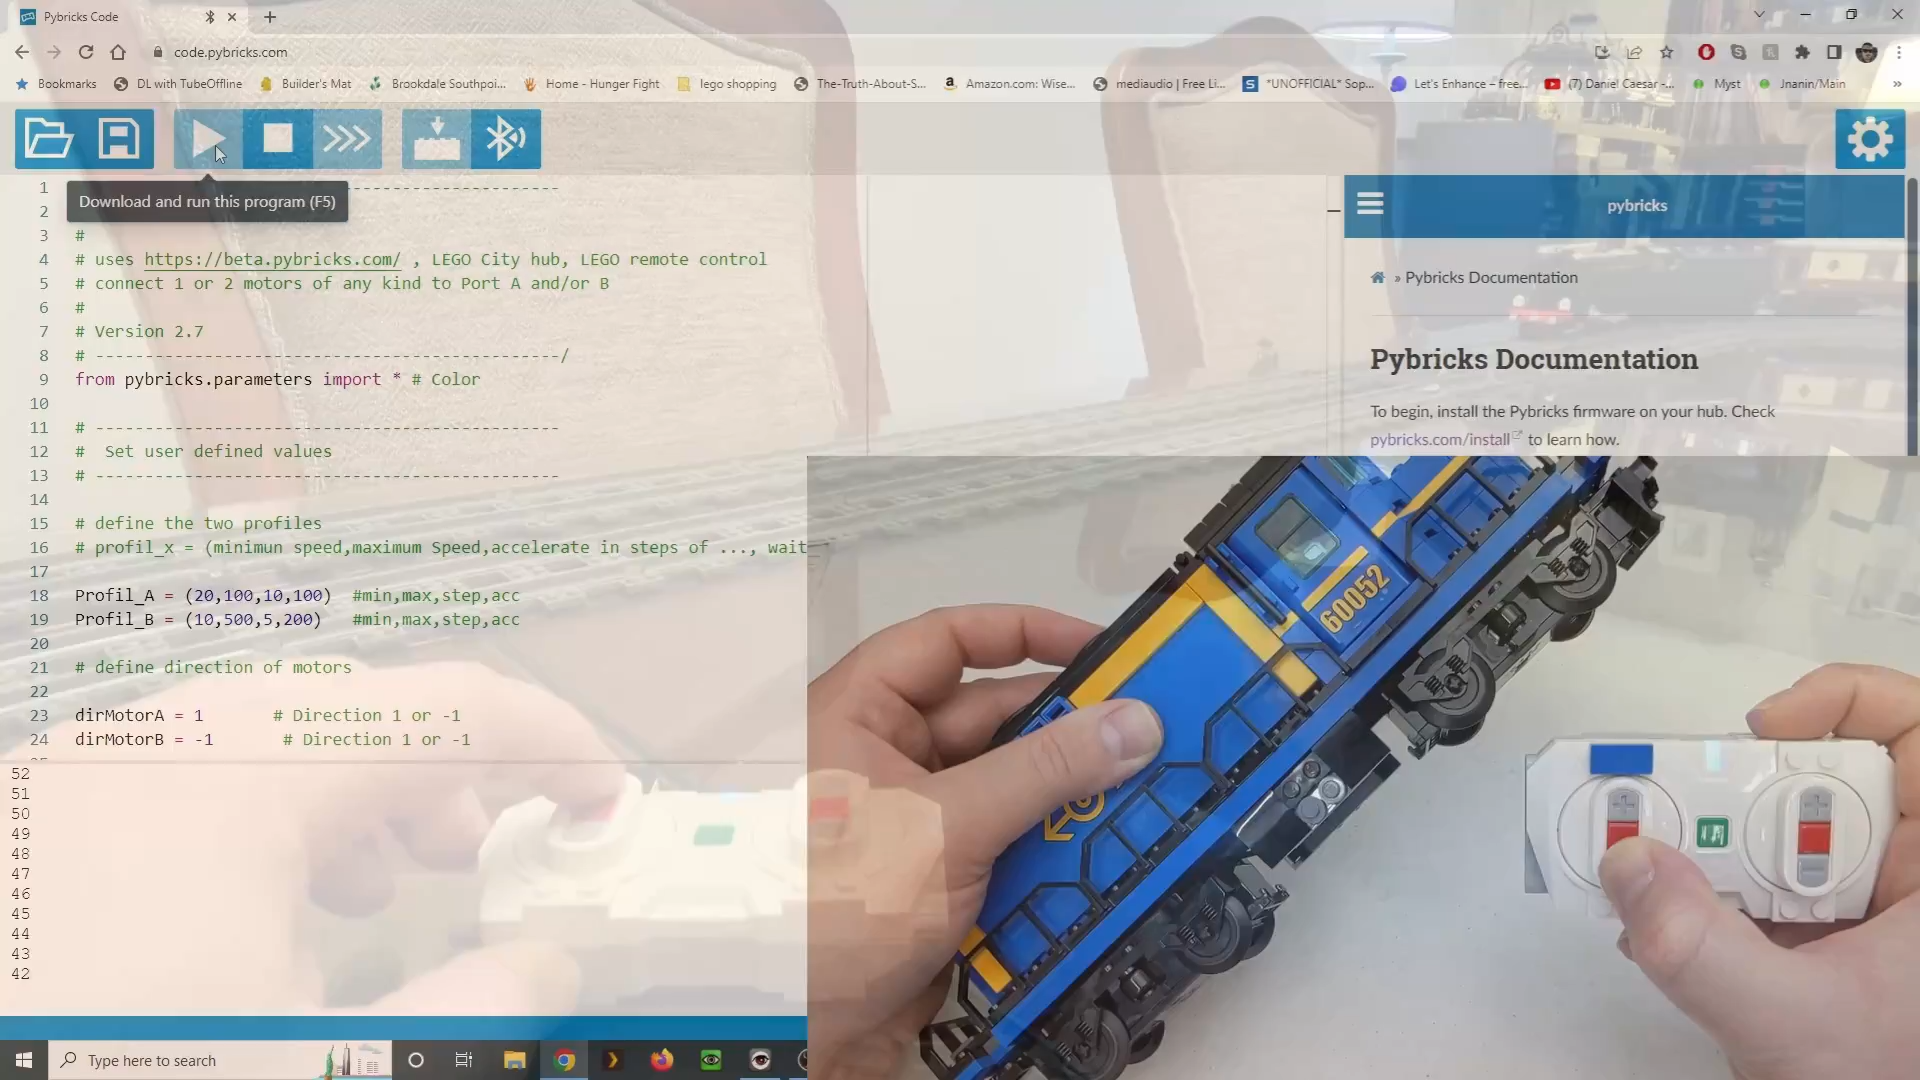 Pybricks Code
code.pybricks.com
Bookmarks
DL with TubeOffline
Builder's Mat
Brookdale Southpoi...
Home - Hunger Fight
lego shopping
The-Truth-About-S...
Amazon.com: Wise...
mediaudio | Free Li...
*UNOFFICIAL* Sop...
Let's Enhance – free...
(7) Daniel Caesar -...
Myst
Jnanin/Main
»
Download and run this program (F5)
1 -----------------------------------------------
2
3 #
4 # uses https://beta.pybricks.com/ , LEGO City hub, LEGO remote control
5 # connect 1 or 2 motors of any kind to Port A and/or B
6 #
7 # Version 2.7
8 # -----------------------------------------------/
9 from pybricks.parameters import * # Color
10
11 # -----------------------------------------------
12 #  Set user defined values
13 # -----------------------------------------------
14
15 # define the two profiles
16 # profil_x = (minimun speed,maximum Speed,accelerate in steps of ..., wait
17
18 Profil_A = (20,100,10,100)  #min,max,step,acc
19 Profil_B = (10,500,5,200)   #min,max,step,acc
20
21 # define direction of motors
22
23 dirMotorA = 1       # Direction 1 or -1
24 dirMotorB = -1       # Direction 1 or -1
52
51
50
49
48
47
46
45
44
43
42
pybricks
» Pybricks Documentation
Pybricks Documentation
To begin, install the Pybricks firmware on your hub. Check
pybricks.com/install to learn how.
60052
Type here to search